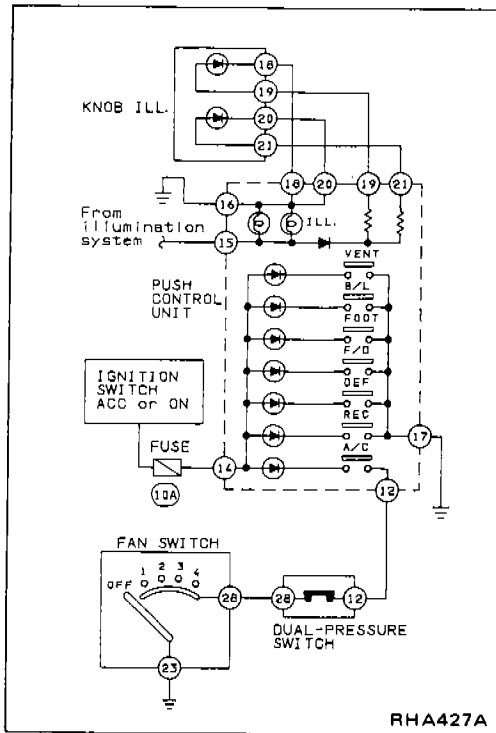 KNOB ILL.
18
19
20
21
18 20 19 21
16
From
illumination
system
15
ILL.
PUSH
CONTROL
UNIT
VENT
B/L
FOOT
F/D
DEF
REC
A/C
IGNITION
SWITCH
ACC or ON
FUSE
10A
14
17
12
FAN SWITCH
OFF 1 2 3 4
28
28
12
DUAL-PRESSURE
SWITCH
23
RHA427A